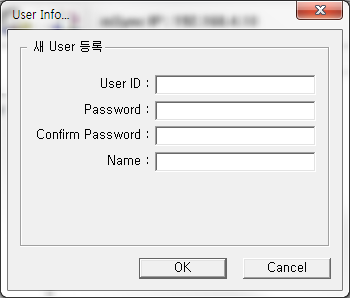 User Info...
새 User 등록
User ID :
Password :
Confirm Password :
Name :
OK
Cancel